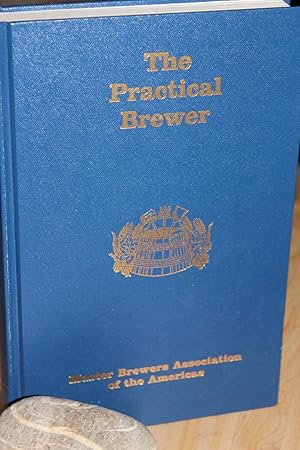 The
Practical
Brewer
Master Brewers Association
of the Americas